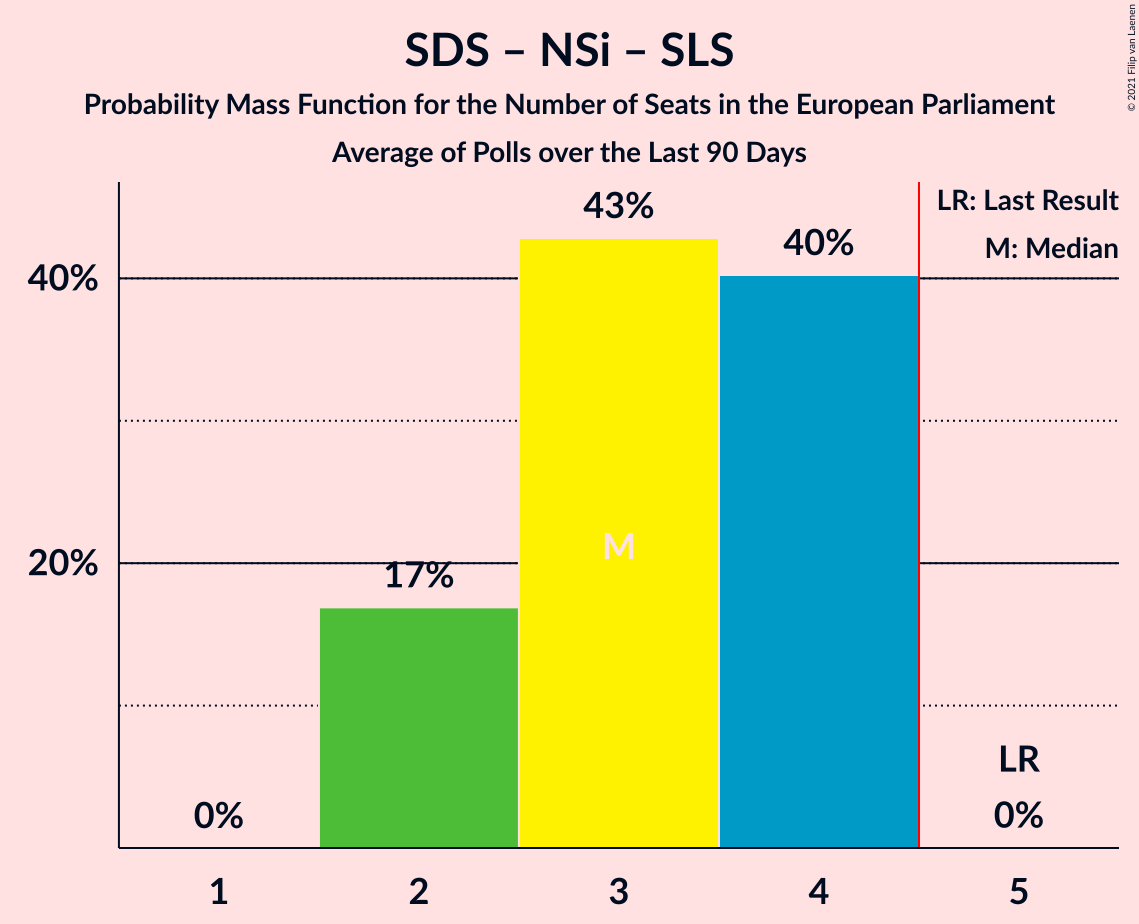 SDS – NSi – SLS
Probability Mass Function for the Number of Seats in the European Parliament
Average of Polls over the Last 90 Days
© 2021 Filip van Laenen
LR: Last Result
M: Median
43%
40%
40%
M
20%
17%
LR
0%
0%
1
2
3
4
5